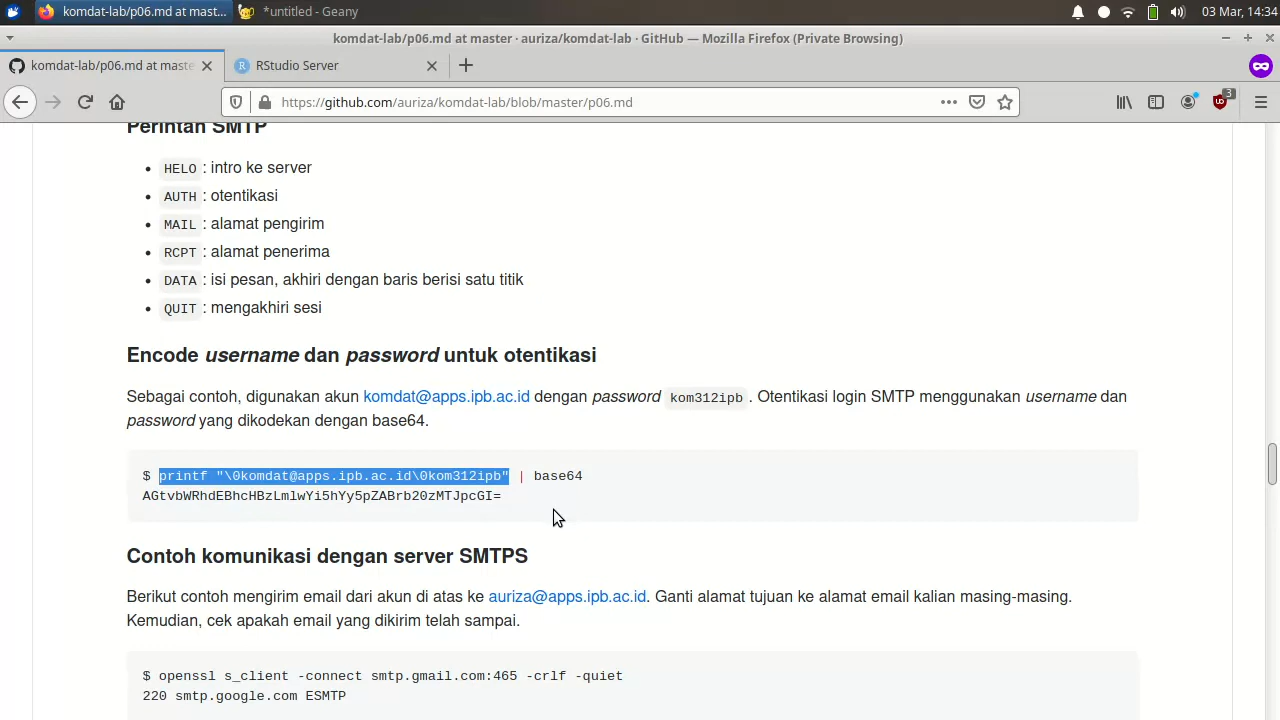 komdat-lab/p06.md at mast...
*untitled - Geany
03 Mar, 14:34
komdat-lab/p06.md at master · auriza/komdat-lab · GitHub — Mozilla Firefox (Private Browsing)
komdat-lab/p06.md at maste
R RStudio Server
https://github.com/auriza/komdat-lab/blob/master/p06.md
3
Perintah SMTP
• HELO : intro ke server
• AUTH : otentikasi
• MAIL : alamat pengirim
• RCPT : alamat penerima
• DATA : isi pesan, akhiri dengan baris berisi satu titik
• QUIT : mengakhiri sesi
Encode username dan password untuk otentikasi
Sebagai contoh, digunakan akun komdat@apps.ipb.ac.id dengan password kom312ipb . Otentikasi login SMTP menggunakan username dan
password yang dikodekan dengan base64.
$ printf "\0komdat@apps.ipb.ac.id\0kom312ipb" | base64
AGtvbWRhdEBhcHBzLmlwYi5hYy5pZABrb20zMTJpcGI=
Contoh komunikasi dengan server SMTPS
Berikut contoh mengirim email dari akun di atas ke auriza@apps.ipb.ac.id. Ganti alamat tujuan ke alamat email kalian masing-masing.
Kemudian, cek apakah email yang dikirim telah sampai.
$ openssl s_client -connect smtp.gmail.com:465 -crlf -quiet
220 smtp.google.com ESMTP